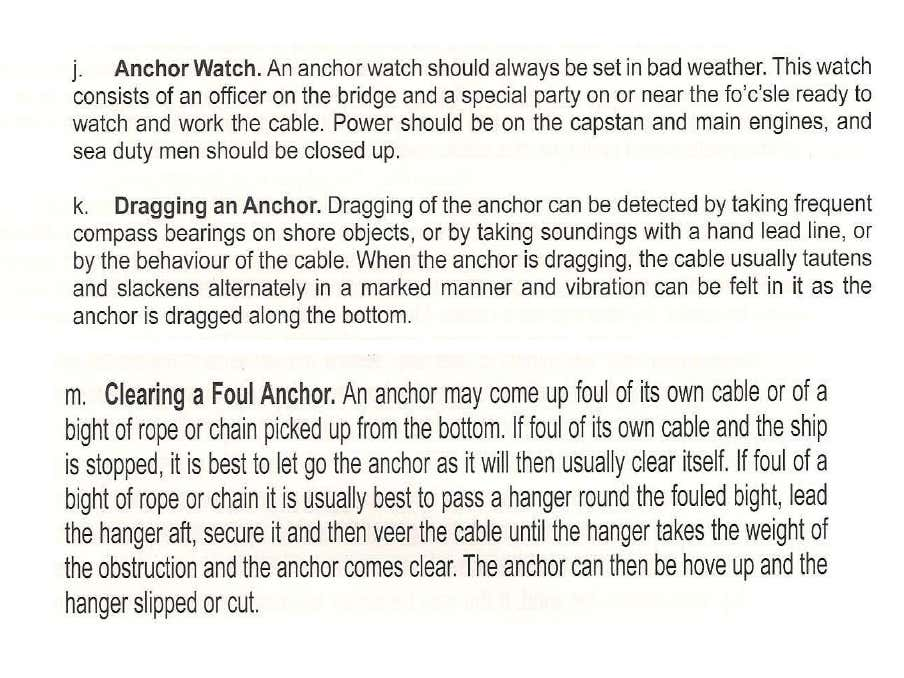 j. Anchor Watch. An anchor watch should always be set in bad weather. This watch
consists of an officer on the bridge and a special party on or near the fo'c'sle ready to
watch and work the cable. Power should be on the capstan and main engines, and
sea duty men should be closed up.
k. Dragging an Anchor. Dragging of the anchor can be detected by taking frequent
compass bearings on shore objects, or by taking soundings with a hand lead line, or
by the behaviour of the cable. When the anchor is dragging, the cable usually tautens
and slackens alternately in a marked manner and vibration can be felt in it as the
anchor is dragged along the bottom.
m. Clearing a Foul Anchor. An anchor may come up foul of its own cable or of a
bight of rope or chain picked up from the bottom. If foul of its own cable and the ship
is stopped, it is best to let go the anchor as it will then usually clear itself. If foul of a
bight of rope or chain it is usually best to pass a hanger round the fouled bight, lead
the hanger aft, secure it and then veer the cable until the hanger takes the weight of
the obstruction and the anchor comes clear. The anchor can then be hove up and the
hanger slipped or cut.